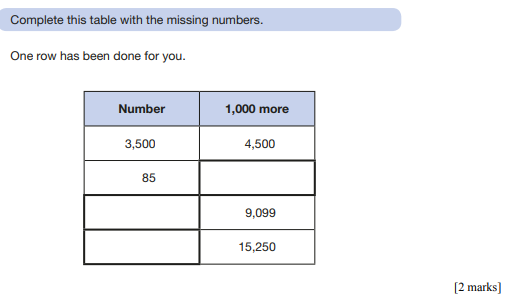 Complete this table with the missing numbers.
One row has been done for you.
Number 1,000 more
3,500 4,500
85
9,099
15,250
[2 marks]